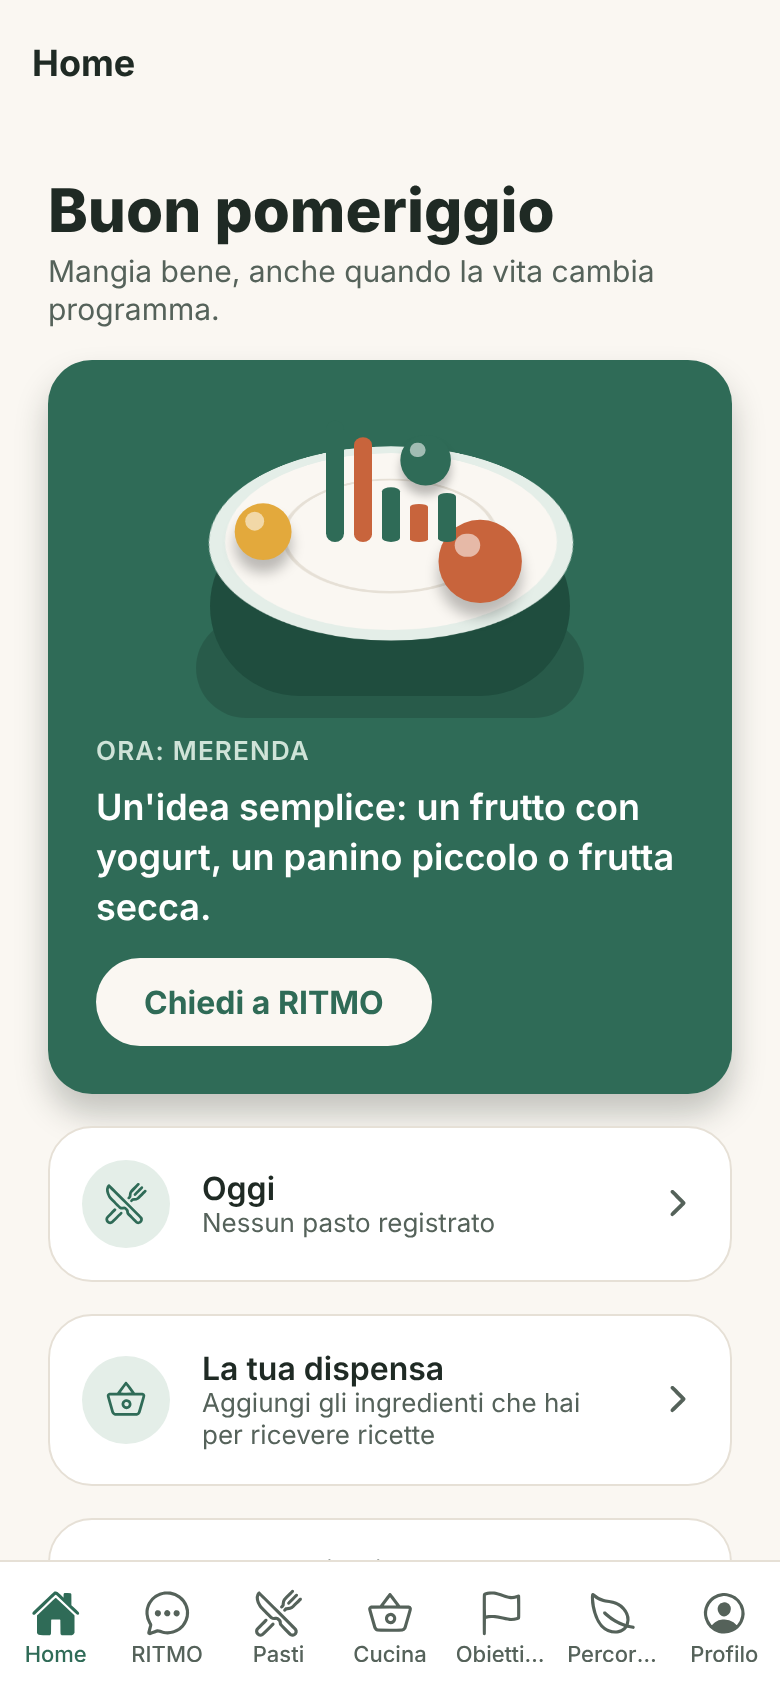 Home
Buon pomeriggio
Mangia bene, anche quando la vita cambia
programma.
ORA: MERENDA
Un'idea semplice: un frutto con
yogurt, un panino piccolo o frutta
secca.
Chiedi a RITMO
Oggi
Nessun pasto registrato
La tua dispensa
Aggiungi gli ingredienti che hai
per ricevere ricette
Home
RITMO
Pasti
Cucina
Obietti...
Percor...
Profilo